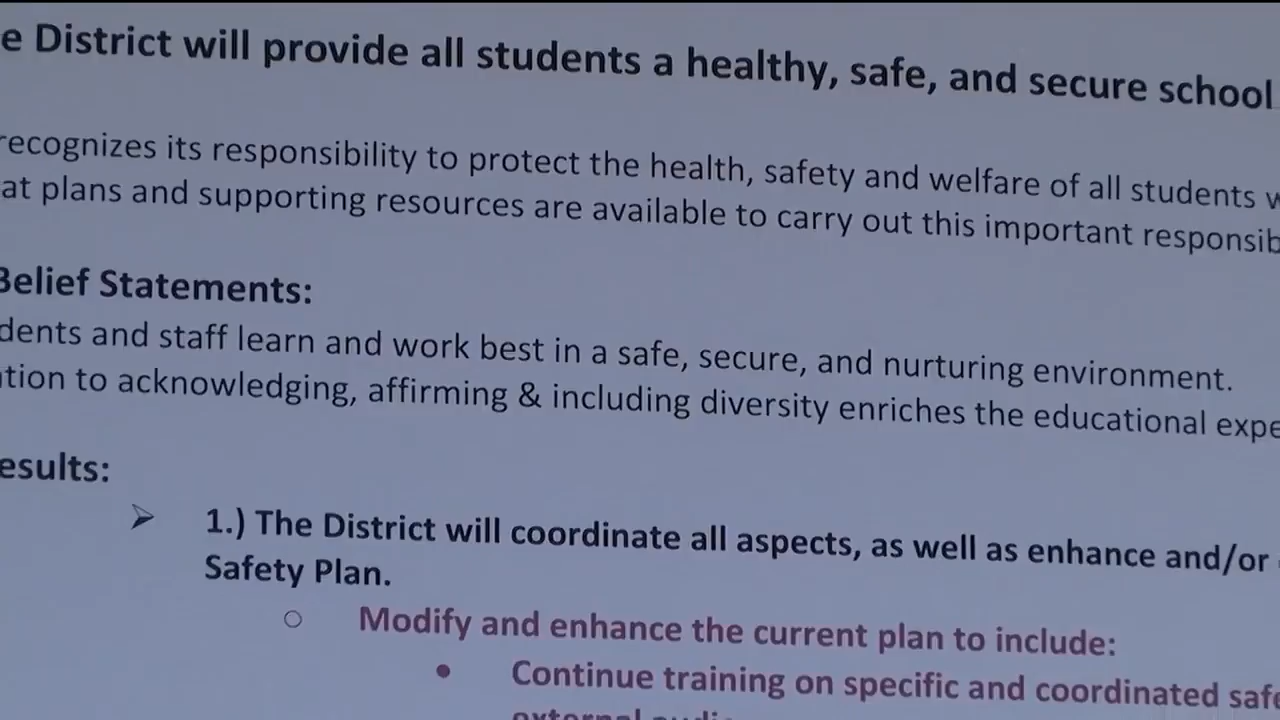 e District will provide all students a healthy, safe, and secure school
recognizes its responsibility to protect the health, safety and welfare of all students w
at plans and supporting resources are available to carry out this important responsib
Belief Statements:
dents and staff learn and work best in a safe, secure, and nurturing environment.
tion to acknowledging, affirming & including diversity enriches the educational expe
esults:
➢ 1.) The District will coordinate all aspects, as well as enhance and/or
Safety Plan.
○ Modify and enhance the current plan to include:
• Continue training on specific and coordinated safe
external